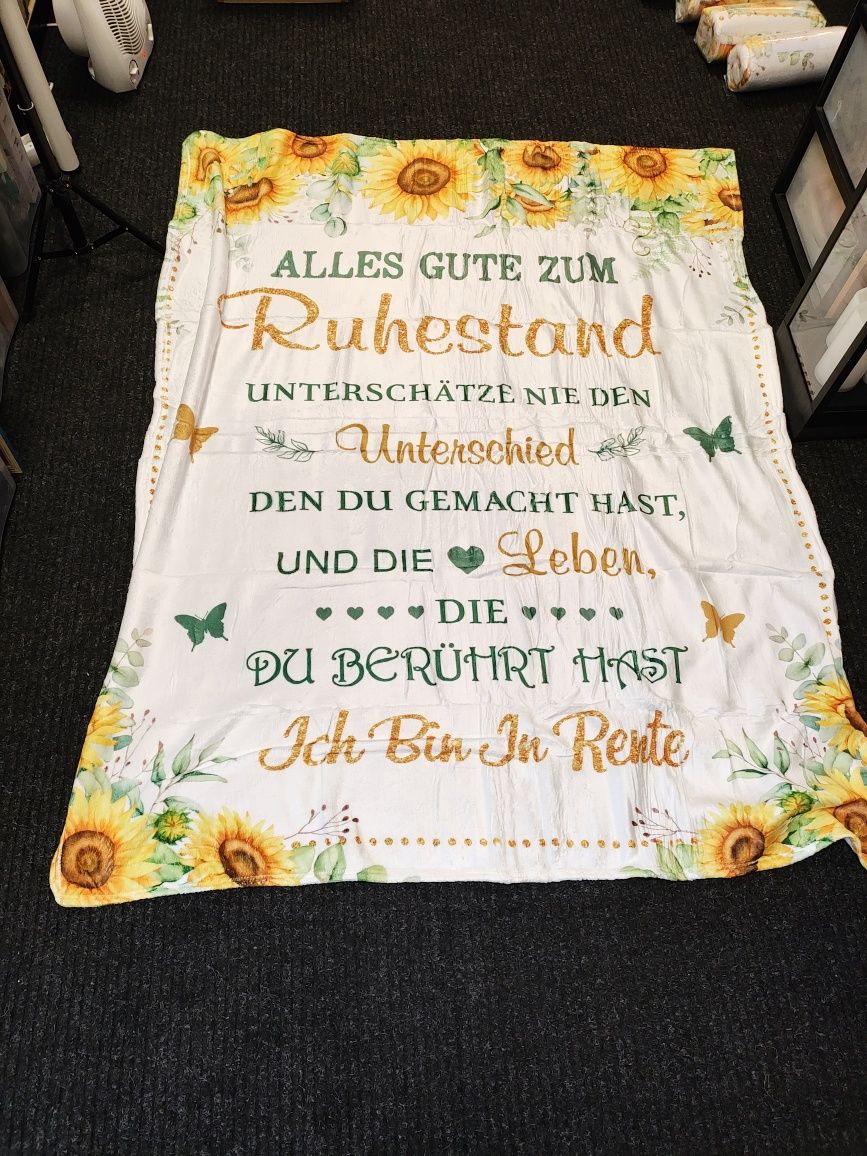 ALLES GUTE ZUM
Ruhestand
UNTERSCHÄTZE NIE DEN
Unterschied
DEN DU GEMACHT HAST,
UND DIE Leben,
DIE
DU BERÜHRT HAST
Ich Bin In Rente